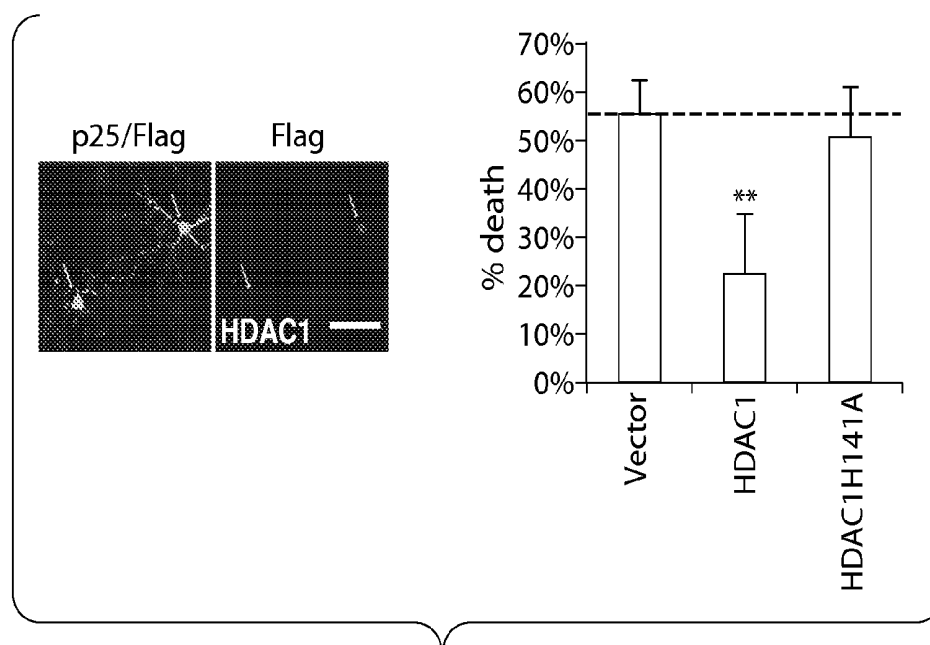 p25/Flag
Flag
HDAC1
% death
70%
60%
50%
40%
30%
20%
10%
0%
**
Vector
HDAC1
HDAC1H141A